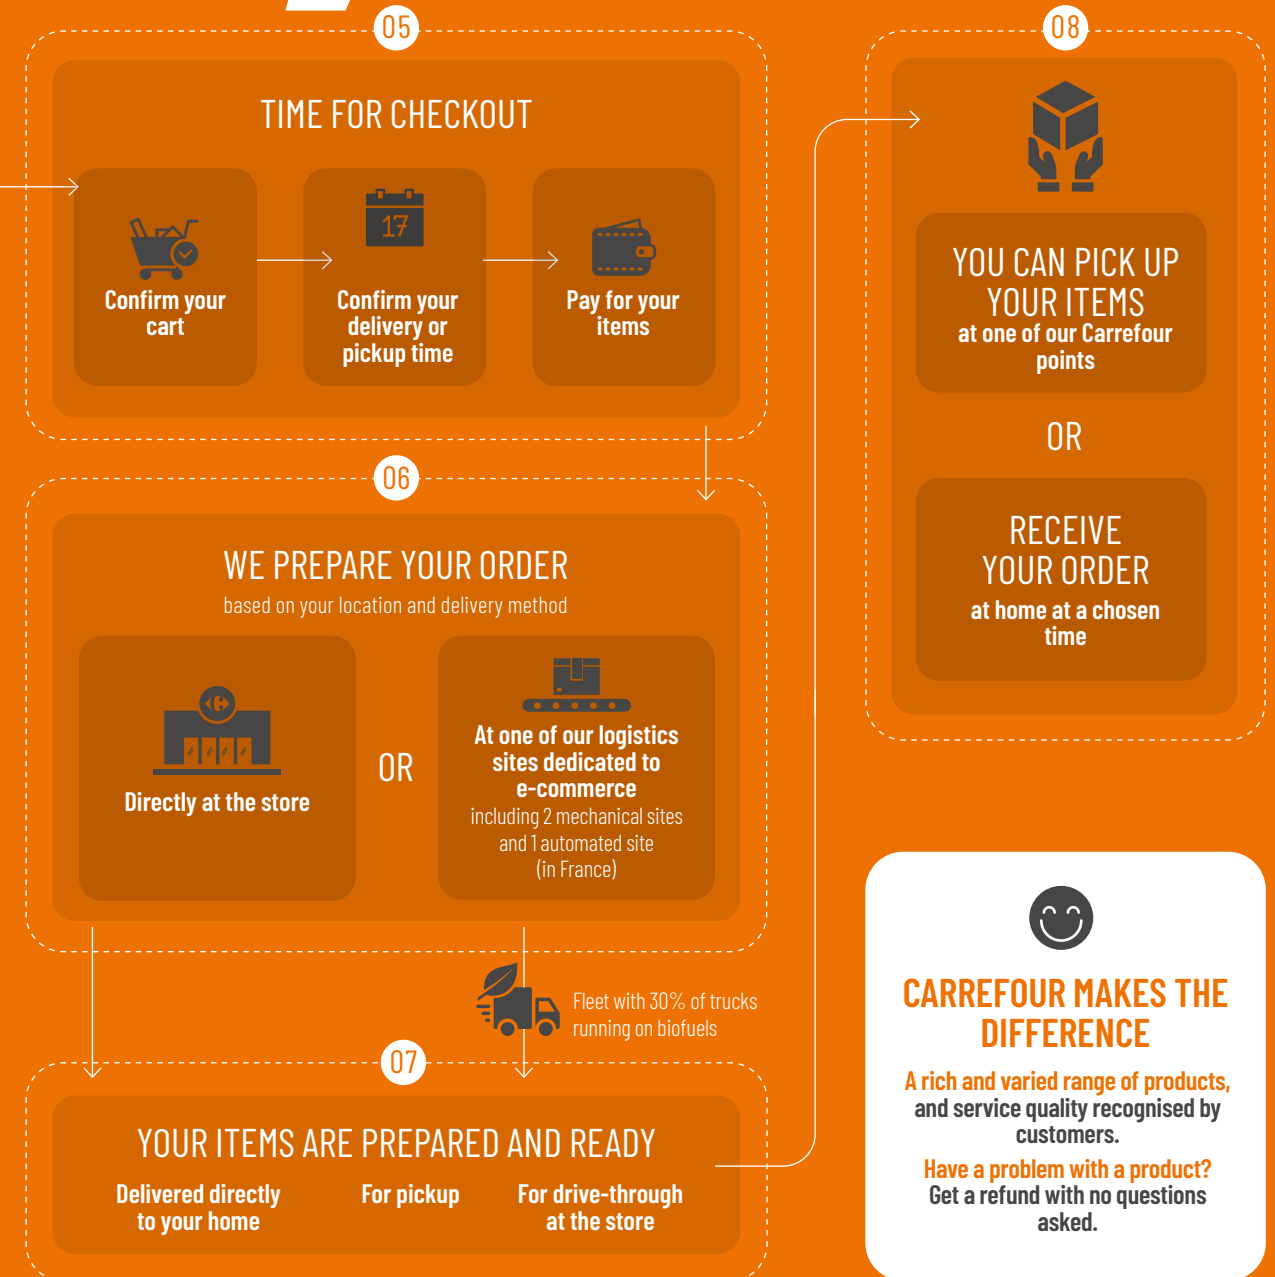 05
TIME FOR CHECKOUT
Confirm your
cart
17
Confirm your
delivery or
pickup time
Pay for your
items
06
WE PREPARE YOUR ORDER
based on your location and delivery method
Directly at the store
OR
At one of our logistics
sites dedicated to
e-commerce
including 2 mechanical sites
and 1 automated site
(in France)
Fleet with 30% of trucks
running on biofuels
07
YOUR ITEMS ARE PREPARED AND READY
Delivered directly
to your home
For pickup
For drive-through
at the store
08
YOU CAN PICK UP
YOUR ITEMS
at one of our Carrefour
points
OR
RECEIVE
YOUR ORDER
at home at a chosen
time
CARREFOUR MAKES THE
DIFFERENCE
A rich and varied range of products,
and service quality recognised by
customers.
Have a problem with a product?
Get a refund with no questions
asked.